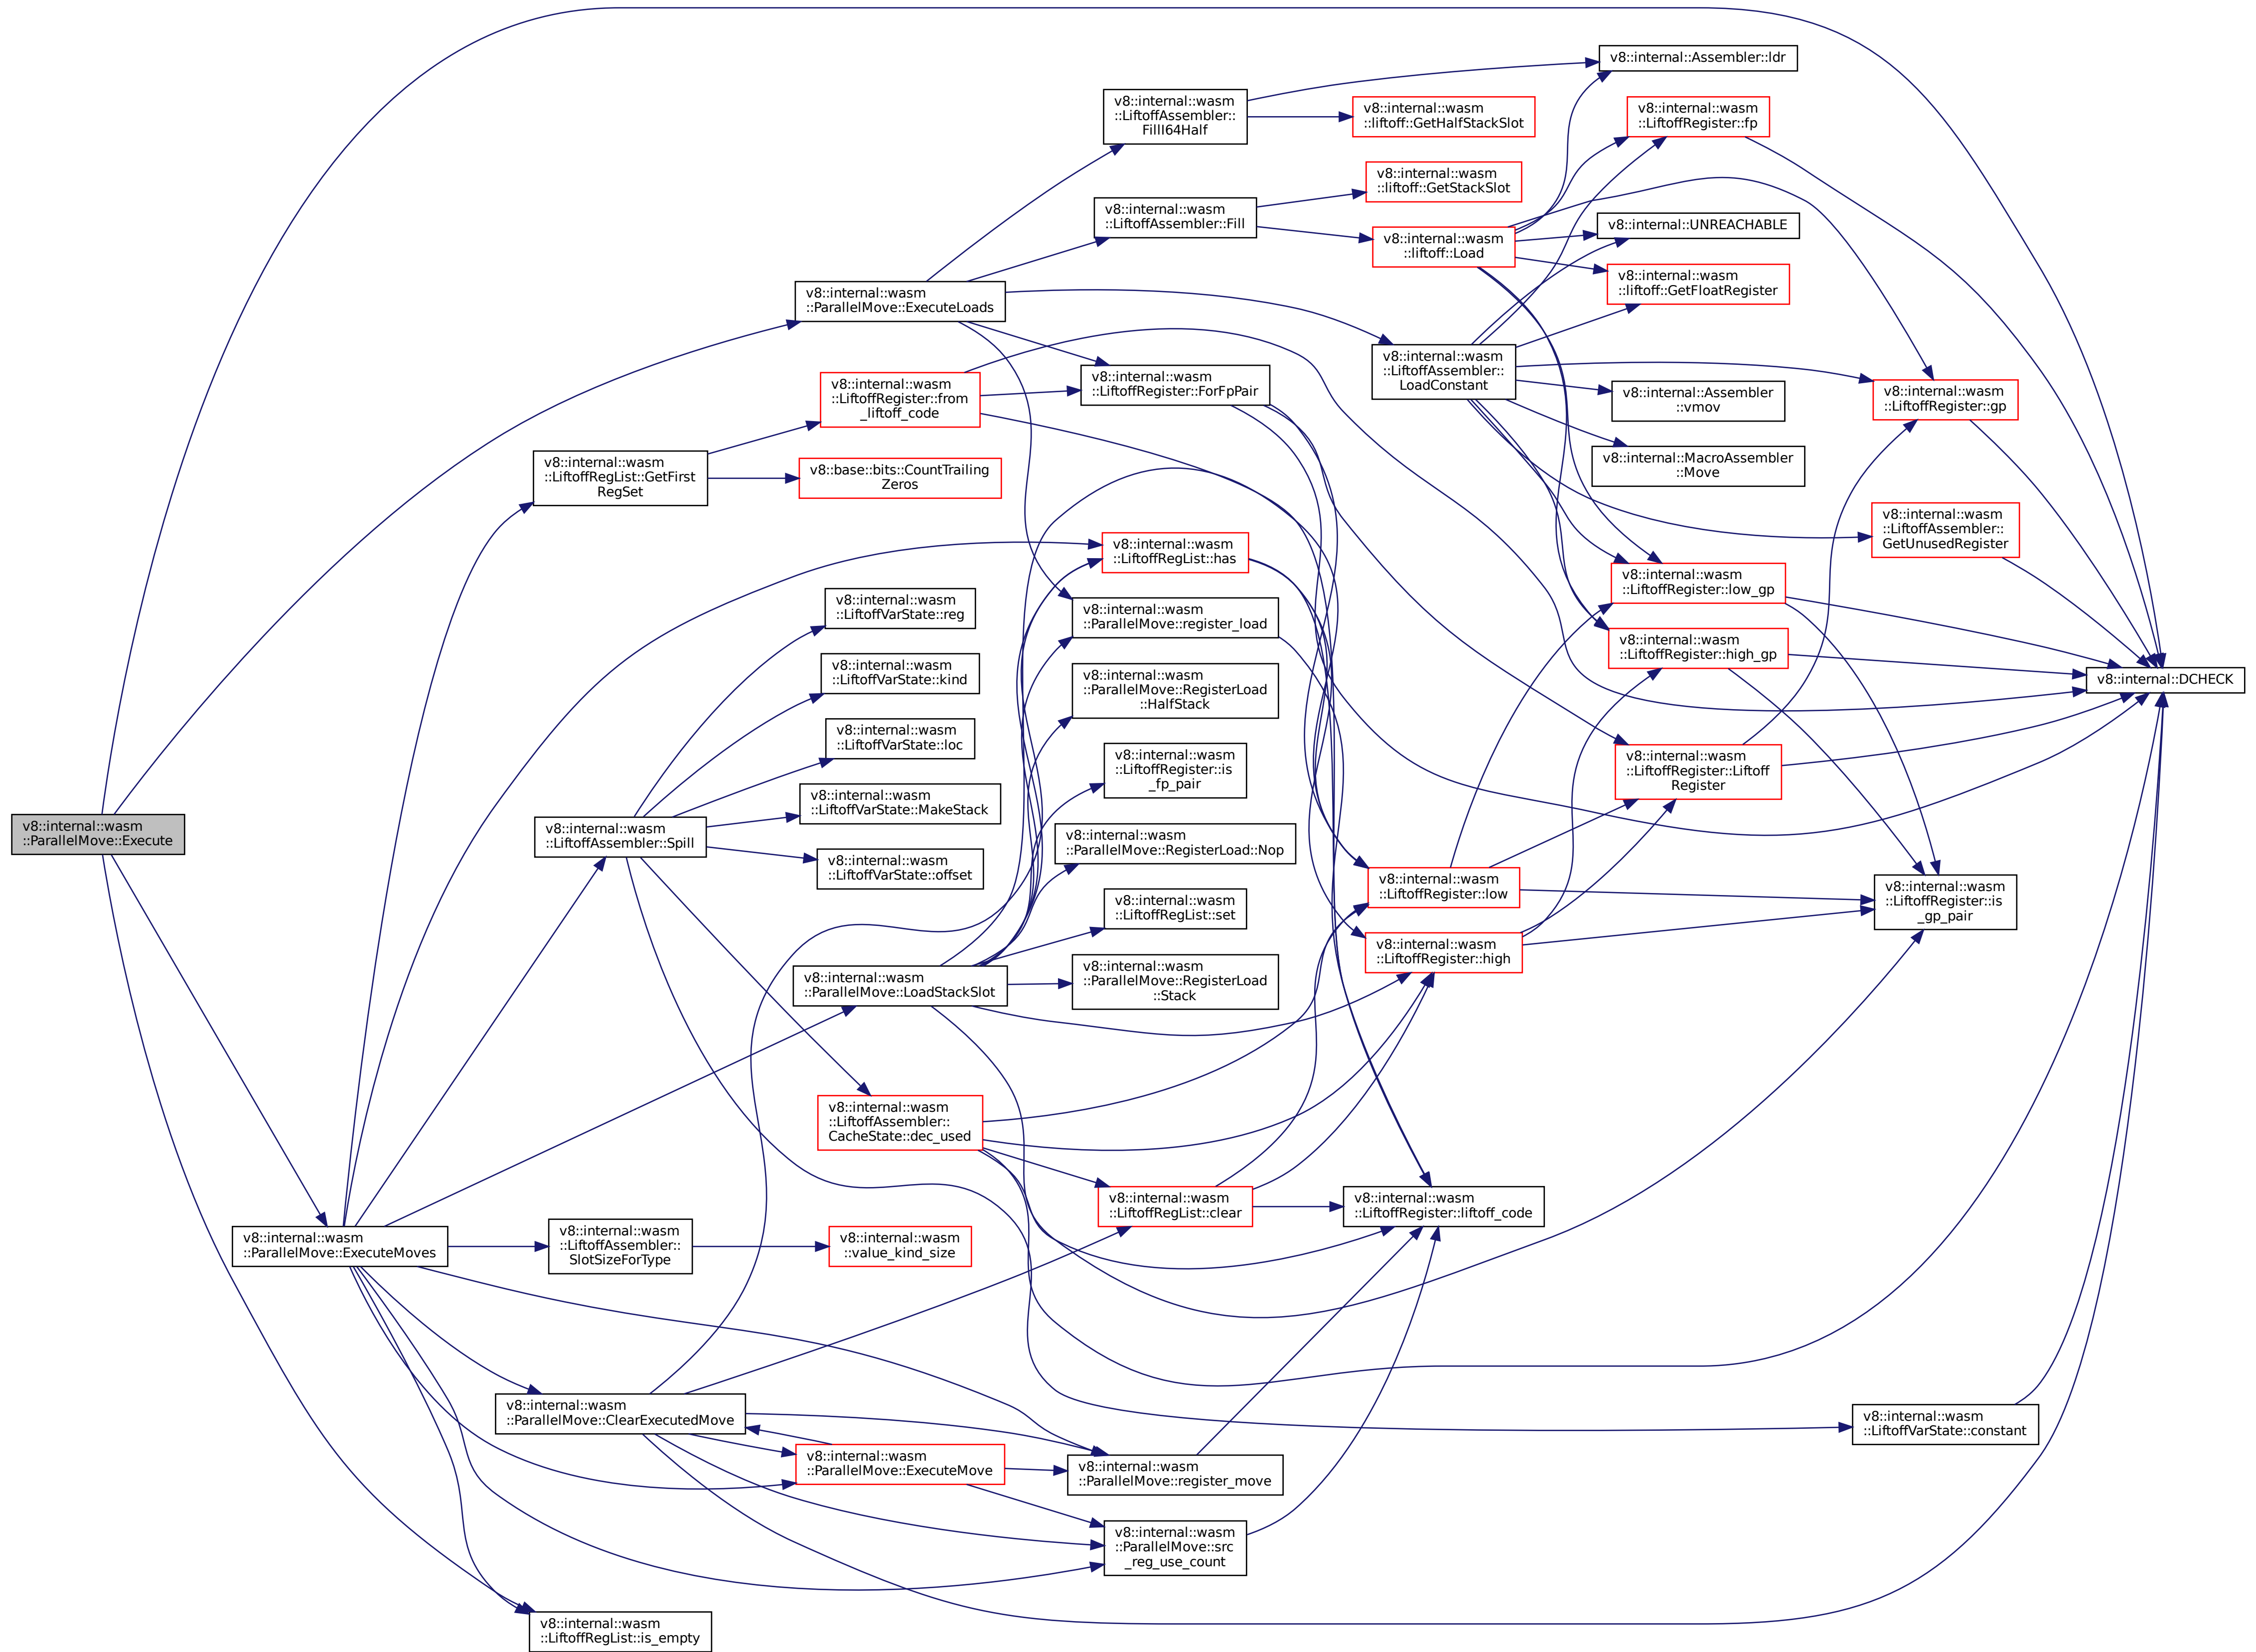 v8::internal::wasm
::ParallelMove::Execute
v8::internal::wasm
::ParallelMove::ExecuteMoves
v8::internal::wasm
::LiftoffRegList::GetFirst
RegSet
v8::internal::wasm
::LiftoffAssembler::Spill
v8::internal::wasm
::LiftoffAssembler::
SlotSizeForType
v8::internal::wasm
::ParallelMove::ClearExecutedMove
v8::internal::wasm
::LiftoffRegList::is_empty
v8::internal::wasm
::ParallelMove::ExecuteLoads
v8::internal::wasm
::LiftoffRegister::from
_liftoff_code
v8::base::bits::CountTrailing
Zeros
v8::internal::wasm
::LiftoffVarState::reg
v8::internal::wasm
::LiftoffVarState::kind
v8::internal::wasm
::LiftoffVarState::loc
v8::internal::wasm
::LiftoffVarState::MakeStack
v8::internal::wasm
::LiftoffVarState::offset
v8::internal::wasm
::ParallelMove::LoadStackSlot
v8::internal::wasm
::LiftoffAssembler::
CacheState::dec_used
v8::internal::wasm
::value_kind_size
v8::internal::wasm
::ParallelMove::ExecuteMove
v8::internal::wasm
::LiftoffAssembler::
FillI64Half
v8::internal::wasm
::LiftoffAssembler::Fill
v8::internal::wasm
::LiftoffRegister::ForFpPair
v8::internal::wasm
::LiftoffRegList::has
v8::internal::wasm
::ParallelMove::register_load
v8::internal::wasm
::ParallelMove::RegisterLoad
::HalfStack
v8::internal::wasm
::LiftoffRegister::is
_fp_pair
v8::internal::wasm
::ParallelMove::RegisterLoad::Nop
v8::internal::wasm
::LiftoffRegList::set
v8::internal::wasm
::ParallelMove::RegisterLoad
::Stack
v8::internal::wasm
::LiftoffRegList::clear
v8::internal::wasm
::ParallelMove::register_move
v8::internal::wasm
::ParallelMove::src
_reg_use_count
v8::internal::wasm
::liftoff::GetHalfStackSlot
v8::internal::wasm
::liftoff::GetStackSlot
v8::internal::wasm
::liftoff::Load
v8::internal::wasm
::LiftoffAssembler::
LoadConstant
v8::internal::wasm
::LiftoffRegister::low
v8::internal::wasm
::LiftoffRegister::high
v8::internal::wasm
::LiftoffRegister::liftoff_code
v8::internal::Assembler::ldr
v8::internal::wasm
::LiftoffRegister::fp
v8::internal::UNREACHABLE
v8::internal::wasm
::liftoff::GetFloatRegister
v8::internal::Assembler
::vmov
v8::internal::MacroAssembler
::Move
v8::internal::wasm
::LiftoffRegister::low_gp
v8::internal::wasm
::LiftoffRegister::high_gp
v8::internal::wasm
::LiftoffRegister::Liftoff
Register
v8::internal::wasm
::LiftoffRegister::gp
v8::internal::wasm
::LiftoffAssembler::
GetUnusedRegister
v8::internal::wasm
::LiftoffRegister::is
_gp_pair
v8::internal::wasm
::LiftoffVarState::constant
v8::internal::DCHECK